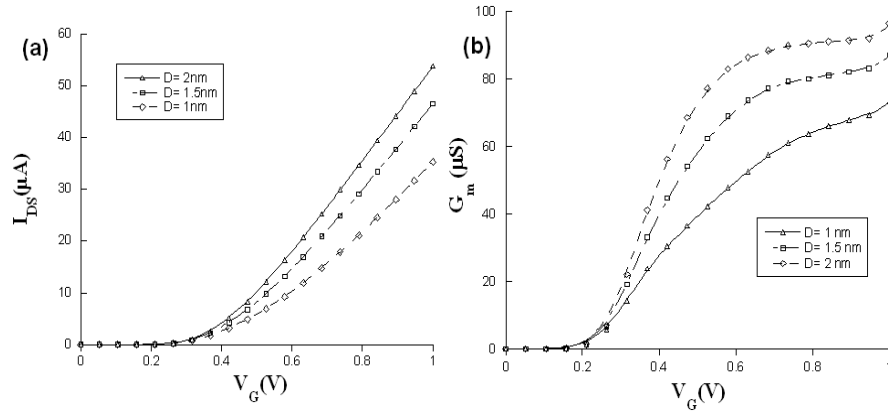 (a)
60
50
40
30
20
10
0
I_DS(μA)
D= 2nm
D= 1.5nm
D= 1nm
0 0.2 0.4 0.6 0.8 1
V_G(V)
(b)
100
80
60
40
20
0
G_m (μS)
D= 1 nm
D= 1.5 nm
D= 2 nm
0 0.2 0.4 0.6 0.8 1
V_G(V)